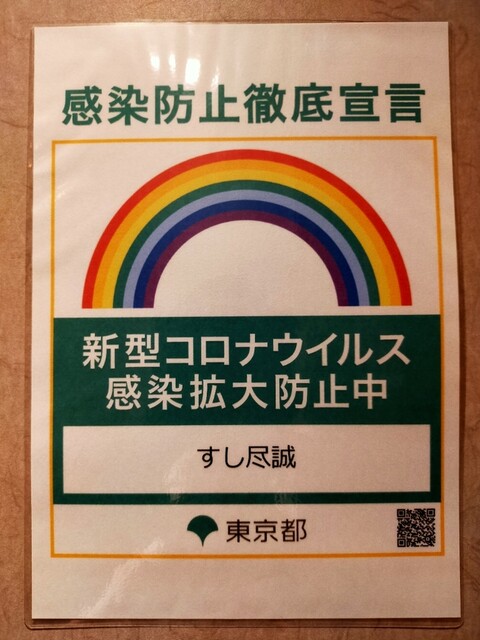 感染防止徹底宣言
新型コロナウイルス
感染拡大防止中
すし尽誠
東京都